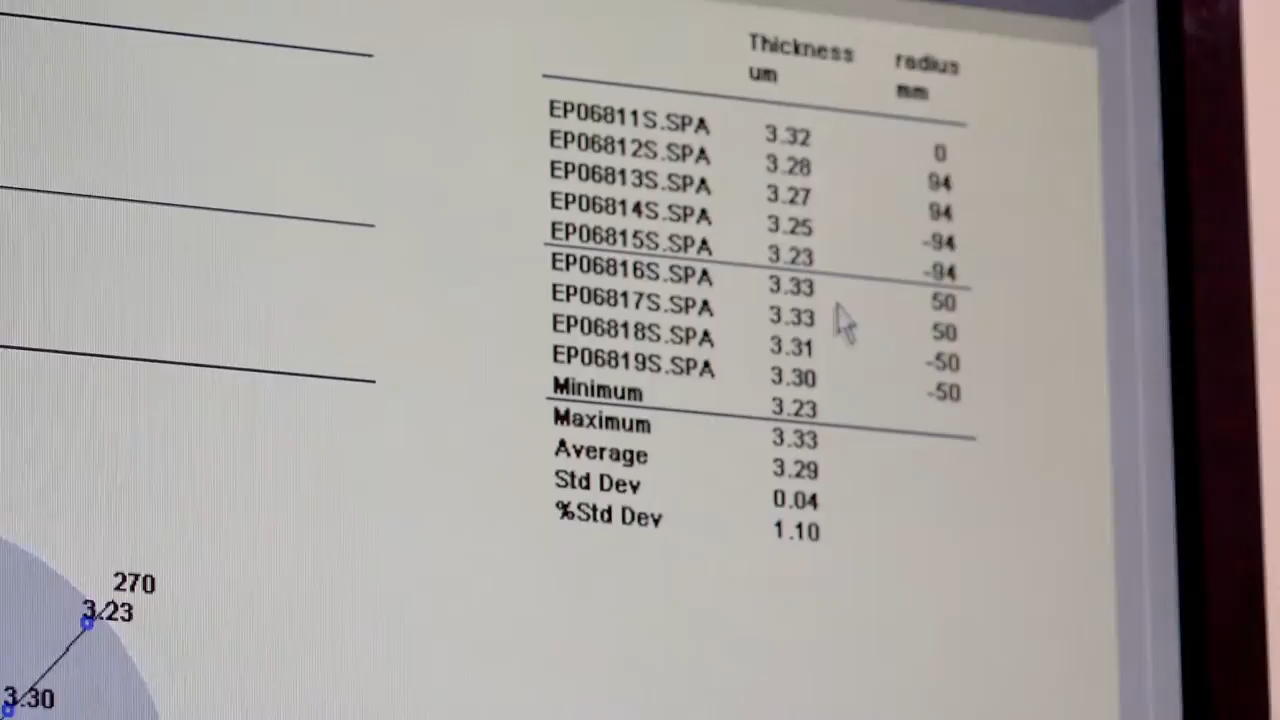 Thickness radius
um mm
EP06811S.SPA 3.32 0
EP06812S.SPA 3.28 94
EP06813S.SPA 3.27 94
EP06814S.SPA 3.25 -94
EP06815S.SPA 3.23 -94
EP06816S.SPA 3.33 50
EP06817S.SPA 3.33 50
EP06818S.SPA 3.31 -50
EP06819S.SPA 3.30 -50
Minimum 3.23
Maximum 3.33
Average 3.29
Std Dev 0.04
%Std Dev 1.10
270
3.23
3.30